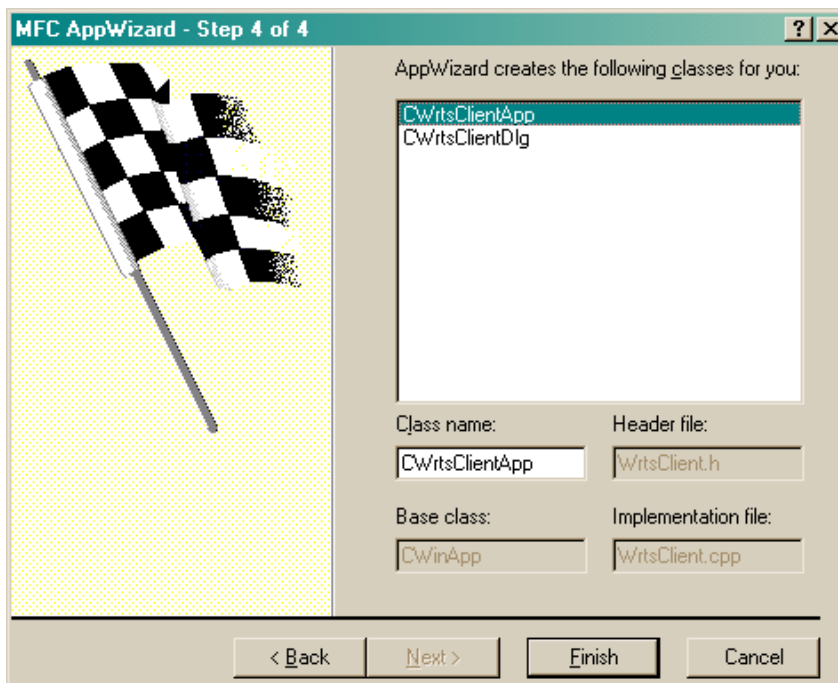 MFC AppWizard - Step 4 of 4
AppWizard creates the following classes for you:
CWrtsClientApp
CWrtsClientDlg
Class name: Header file:
CWrtsClientApp WrtsClient.h
Base class: Implementation file:
CWinApp WrtsClient.cpp
< Back Next > Finish Cancel